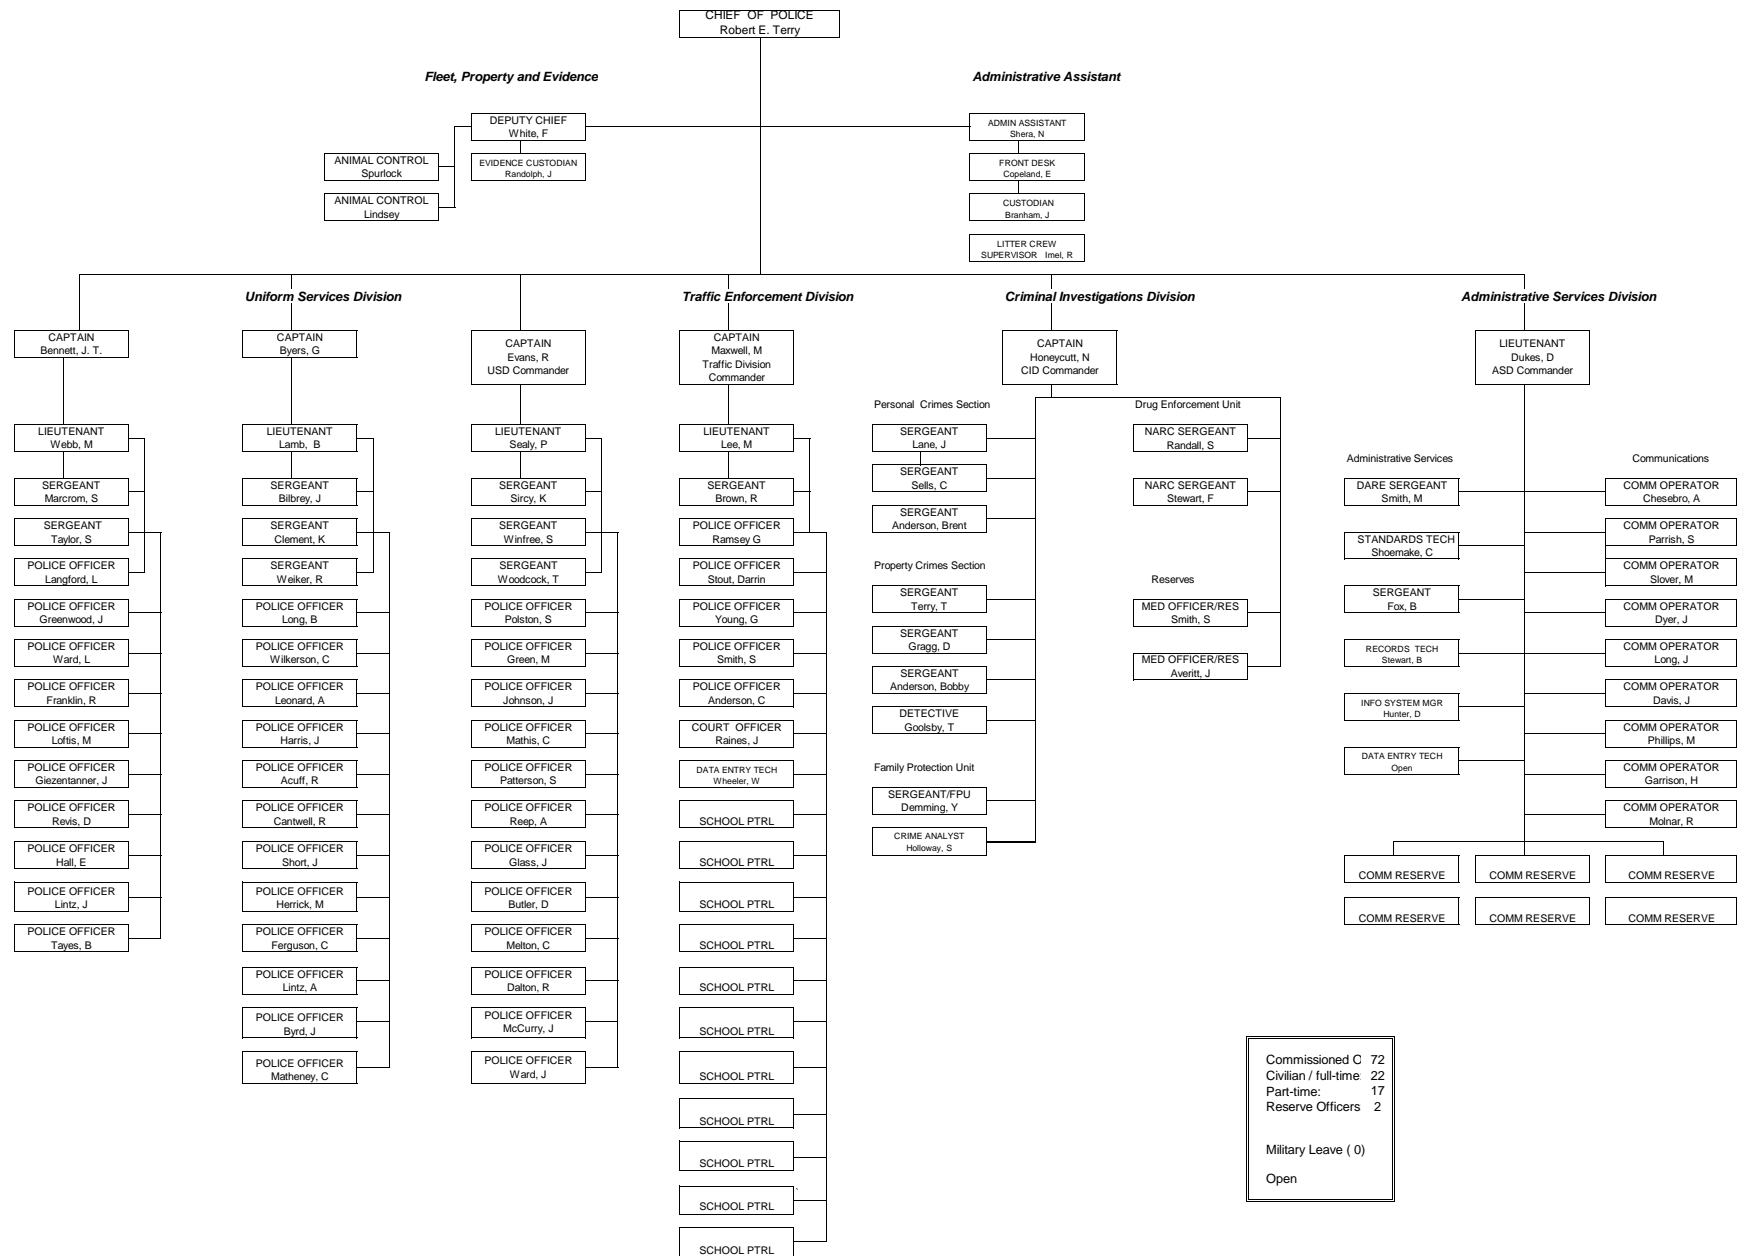 CHIEF OF POLICE
Robert E. Terry
Fleet, Property and Evidence
Administrative Assistant
DEPUTY CHIEF
White, F
ADMIN ASSISTANT
Shera, N
ANIMAL CONTROL
Spurlock
EVIDENCE CUSTODIAN
Randolph, J
FRONT DESK
Copeland, E
ANIMAL CONTROL
Lindsey
CUSTODIAN
Branham, J
LITTER CREW
SUPERVISOR Imel, R
Uniform Services Division
Traffic Enforcement Division
Criminal Investigations Division
Administrative Services Division
CAPTAIN
Bennett, J. T.
LIEUTENANT
Webb, M
SERGEANT
Marcrom, S
SERGEANT
Taylor, S
POLICE OFFICER
Langford, L
POLICE OFFICER
Greenwood, J
POLICE OFFICER
Ward, L
POLICE OFFICER
Franklin, R
POLICE OFFICER
Loftis, M
POLICE OFFICER
Giezentanner, J
POLICE OFFICER
Revis, D
POLICE OFFICER
Hall, E
POLICE OFFICER
Lintz, J
POLICE OFFICER
Tayes, B
CAPTAIN
Byers, G
LIEUTENANT
Lamb, B
SERGEANT
Bilbrey, J
SERGEANT
Clement, K
SERGEANT
Weiker, R
POLICE OFFICER
Long, B
POLICE OFFICER
Wilkerson, C
POLICE OFFICER
Leonard, A
POLICE OFFICER
Harris, J
POLICE OFFICER
Acuff, R
POLICE OFFICER
Cantwell, R
POLICE OFFICER
Short, J
POLICE OFFICER
Herrick, M
POLICE OFFICER
Ferguson, C
POLICE OFFICER
Lintz, A
POLICE OFFICER
Byrd, J
POLICE OFFICER
Matheney, C
CAPTAIN
Evans, R
USD Commander
LIEUTENANT
Sealy, P
SERGEANT
Sircy, K
SERGEANT
Winfree, S
SERGEANT
Woodcock, T
POLICE OFFICER
Polston, S
POLICE OFFICER
Green, M
POLICE OFFICER
Johnson, J
POLICE OFFICER
Mathis, C
POLICE OFFICER
Patterson, S
POLICE OFFICER
Reep, A
POLICE OFFICER
Glass, J
POLICE OFFICER
Butler, D
POLICE OFFICER
Melton, C
POLICE OFFICER
Dalton, R
POLICE OFFICER
McCurry, J
POLICE OFFICER
Ward, J
CAPTAIN
Maxwell, M
Traffic Division
Commander
LIEUTENANT
Lee, M
SERGEANT
Brown, R
POLICE OFFICER
Ramsey G
POLICE OFFICER
Stout, Darrin
POLICE OFFICER
Young, G
POLICE OFFICER
Smith, S
POLICE OFFICER
Anderson, C
COURT OFFICER
Raines, J
DATA ENTRY TECH
Wheeler, W
SCHOOL PTRL
SCHOOL PTRL
SCHOOL PTRL
SCHOOL PTRL
SCHOOL PTRL
SCHOOL PTRL
SCHOOL PTRL
SCHOOL PTRL
SCHOOL PTRL
SCHOOL PTRL
SCHOOL PTRL
CAPTAIN
Honeycutt, N
CID Commander
Personal Crimes Section
SERGEANT
Lane, J
SERGEANT
Sells, C
SERGEANT
Anderson, Brent
Property Crimes Section
SERGEANT
Terry, T
SERGEANT
Gragg, D
SERGEANT
Anderson, Bobby
DETECTIVE
Goolsby, T
Family Protection Unit
SERGEANT/FPU
Demming, Y
CRIME ANALYST
Holloway, S
Drug Enforcement Unit
NARC SERGEANT
Randall, S
NARC SERGEANT
Stewart, F
Reserves
MED OFFICER/RES
Smith, S
MED OFFICER/RES
Averitt, J
LIEUTENANT
Dukes, D
ASD Commander
Administrative Services
DARE SERGEANT
Smith, M
STANDARDS TECH
Shoemake, C
SERGEANT
Fox, B
RECORDS TECH
Stewart, B
INFO SYSTEM MGR
Hunter, D
DATA ENTRY TECH
Open
Communications
COMM OPERATOR
Chesebro, A
COMM OPERATOR
Parrish, S
COMM OPERATOR
Slover, M
COMM OPERATOR
Dyer, J
COMM OPERATOR
Long, J
COMM OPERATOR
Davis, J
COMM OPERATOR
Phillips, M
COMM OPERATOR
Garrison, H
COMM OPERATOR
Molnar, R
COMM RESERVE
COMM RESERVE
COMM RESERVE
COMM RESERVE
COMM RESERVE
COMM RESERVE
Commissioned O 72
Civilian / full-time: 22
Part-time: 17
Reserve Officers 2
Military Leave ( 0)
Open